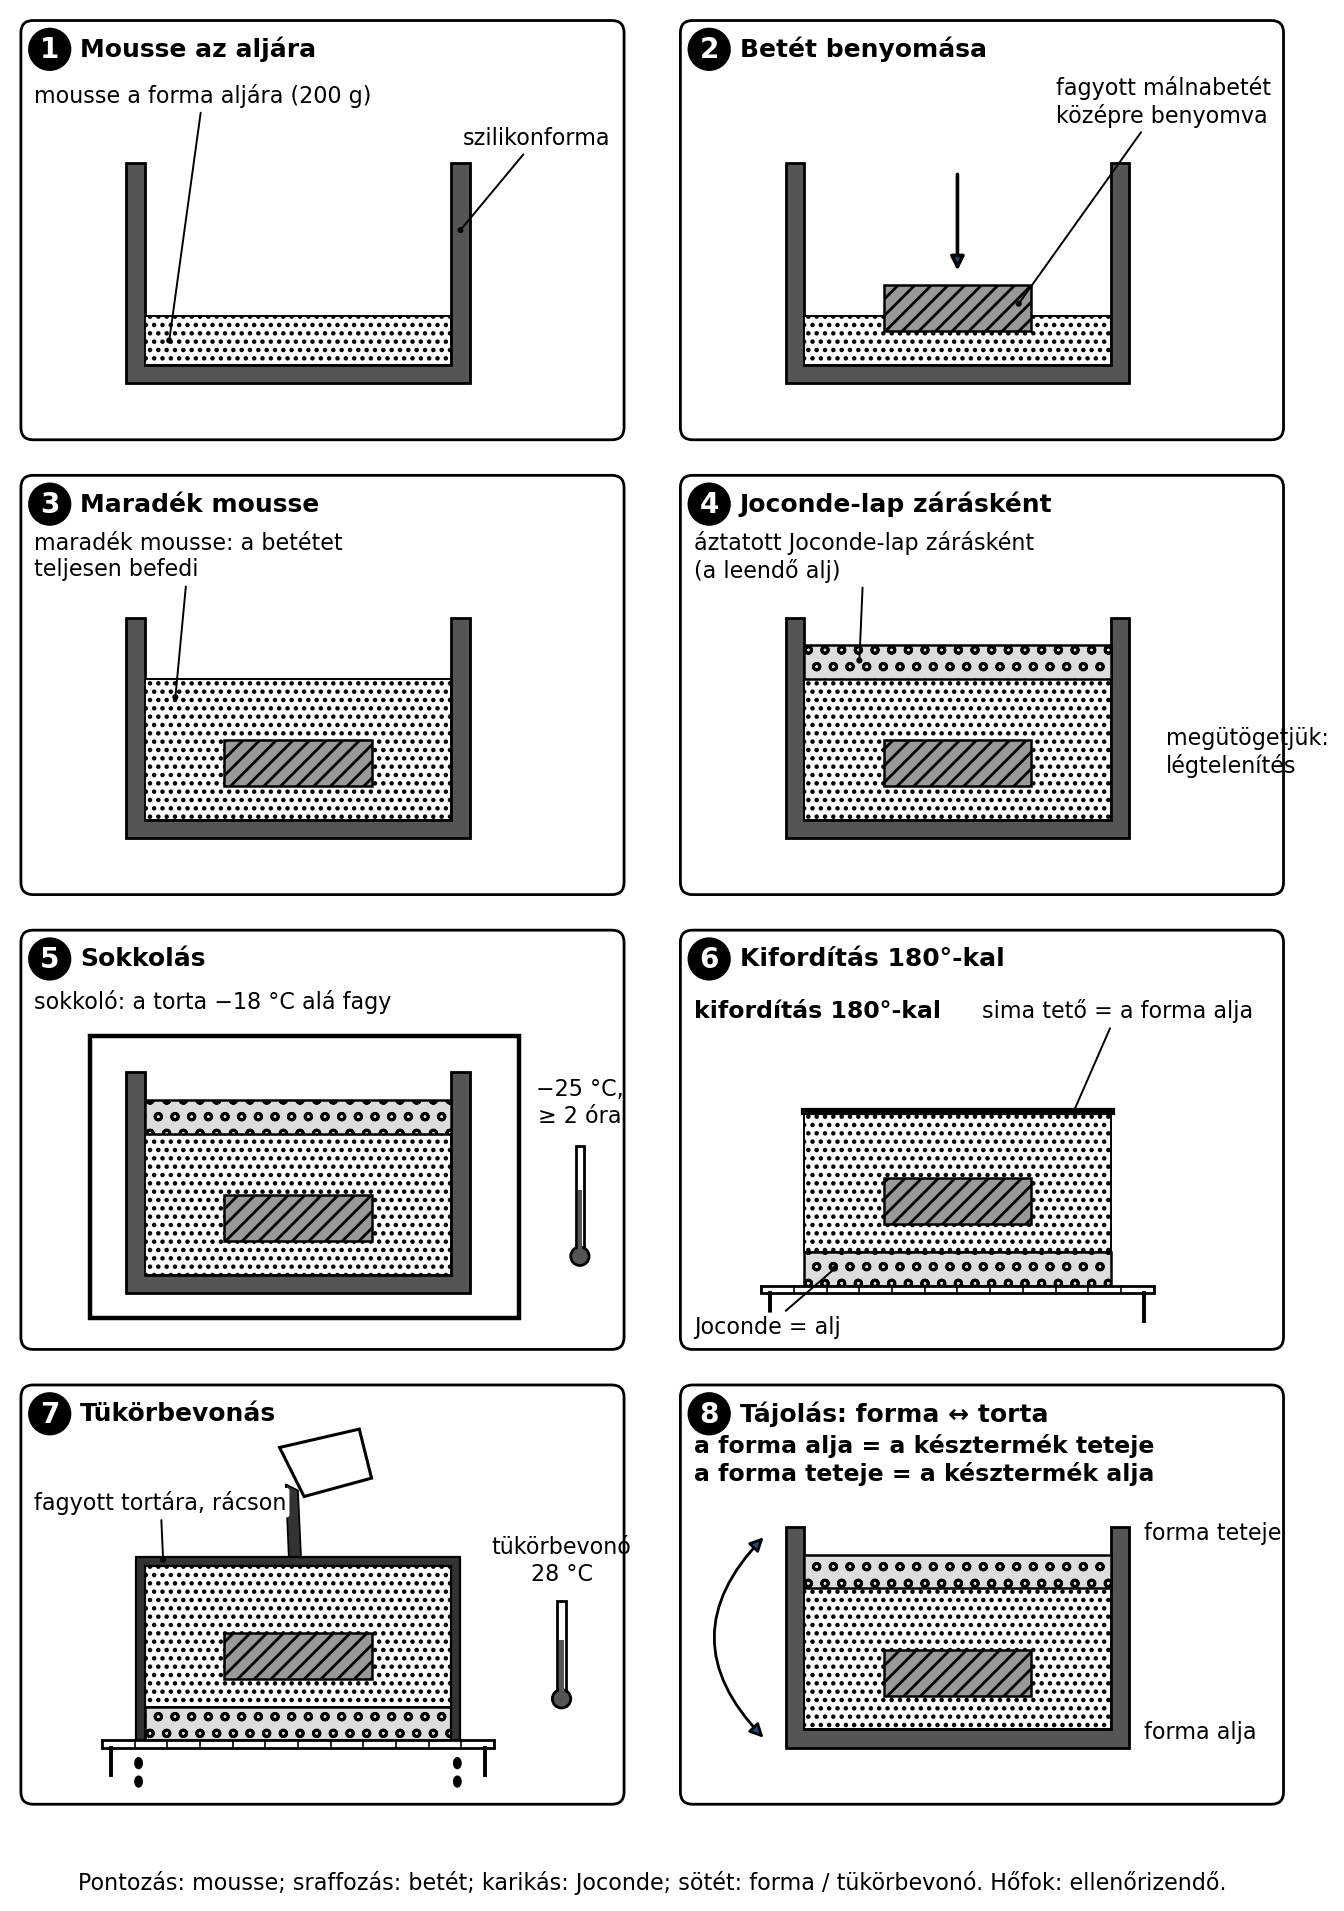 1 Mousse az aljára
mousse a forma aljára (200 g)
szilikonforma
2 Betét benyomása
fagyott málnabetét
középre benyomva
3 Maradék mousse
maradék mousse: a betétet
teljesen befedi
4 Joconde-lap zárásként
áztatott Joconde-lap zárásként
(a leendő alj)
megütögetjük:
légtelenítés
5 Sokkolás
sokkoló: a torta −18 °C alá fagy
−25 °C,
≥ 2 óra
6 Kifordítás 180°-kal
kifordítás 180°-kal
sima tető = a forma alja
Joconde = alj
7 Tükörbevonás
fagyott tortára, rácson
tükörbevonó
28 °C
8 Tájolás: forma ↔ torta
a forma alja = a késztermék teteje
a forma teteje = a késztermék alja
forma teteje
forma alja
Pontozás: mousse; sraffozás: betét; karikás: Joconde; sötét: forma / tükörbevonó. Hőfok: ellenőrizendő.